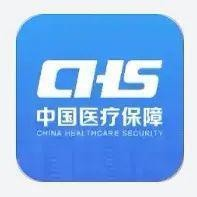 CHS
中国医疗保障
CHINA HEALTHCARE SECURITY